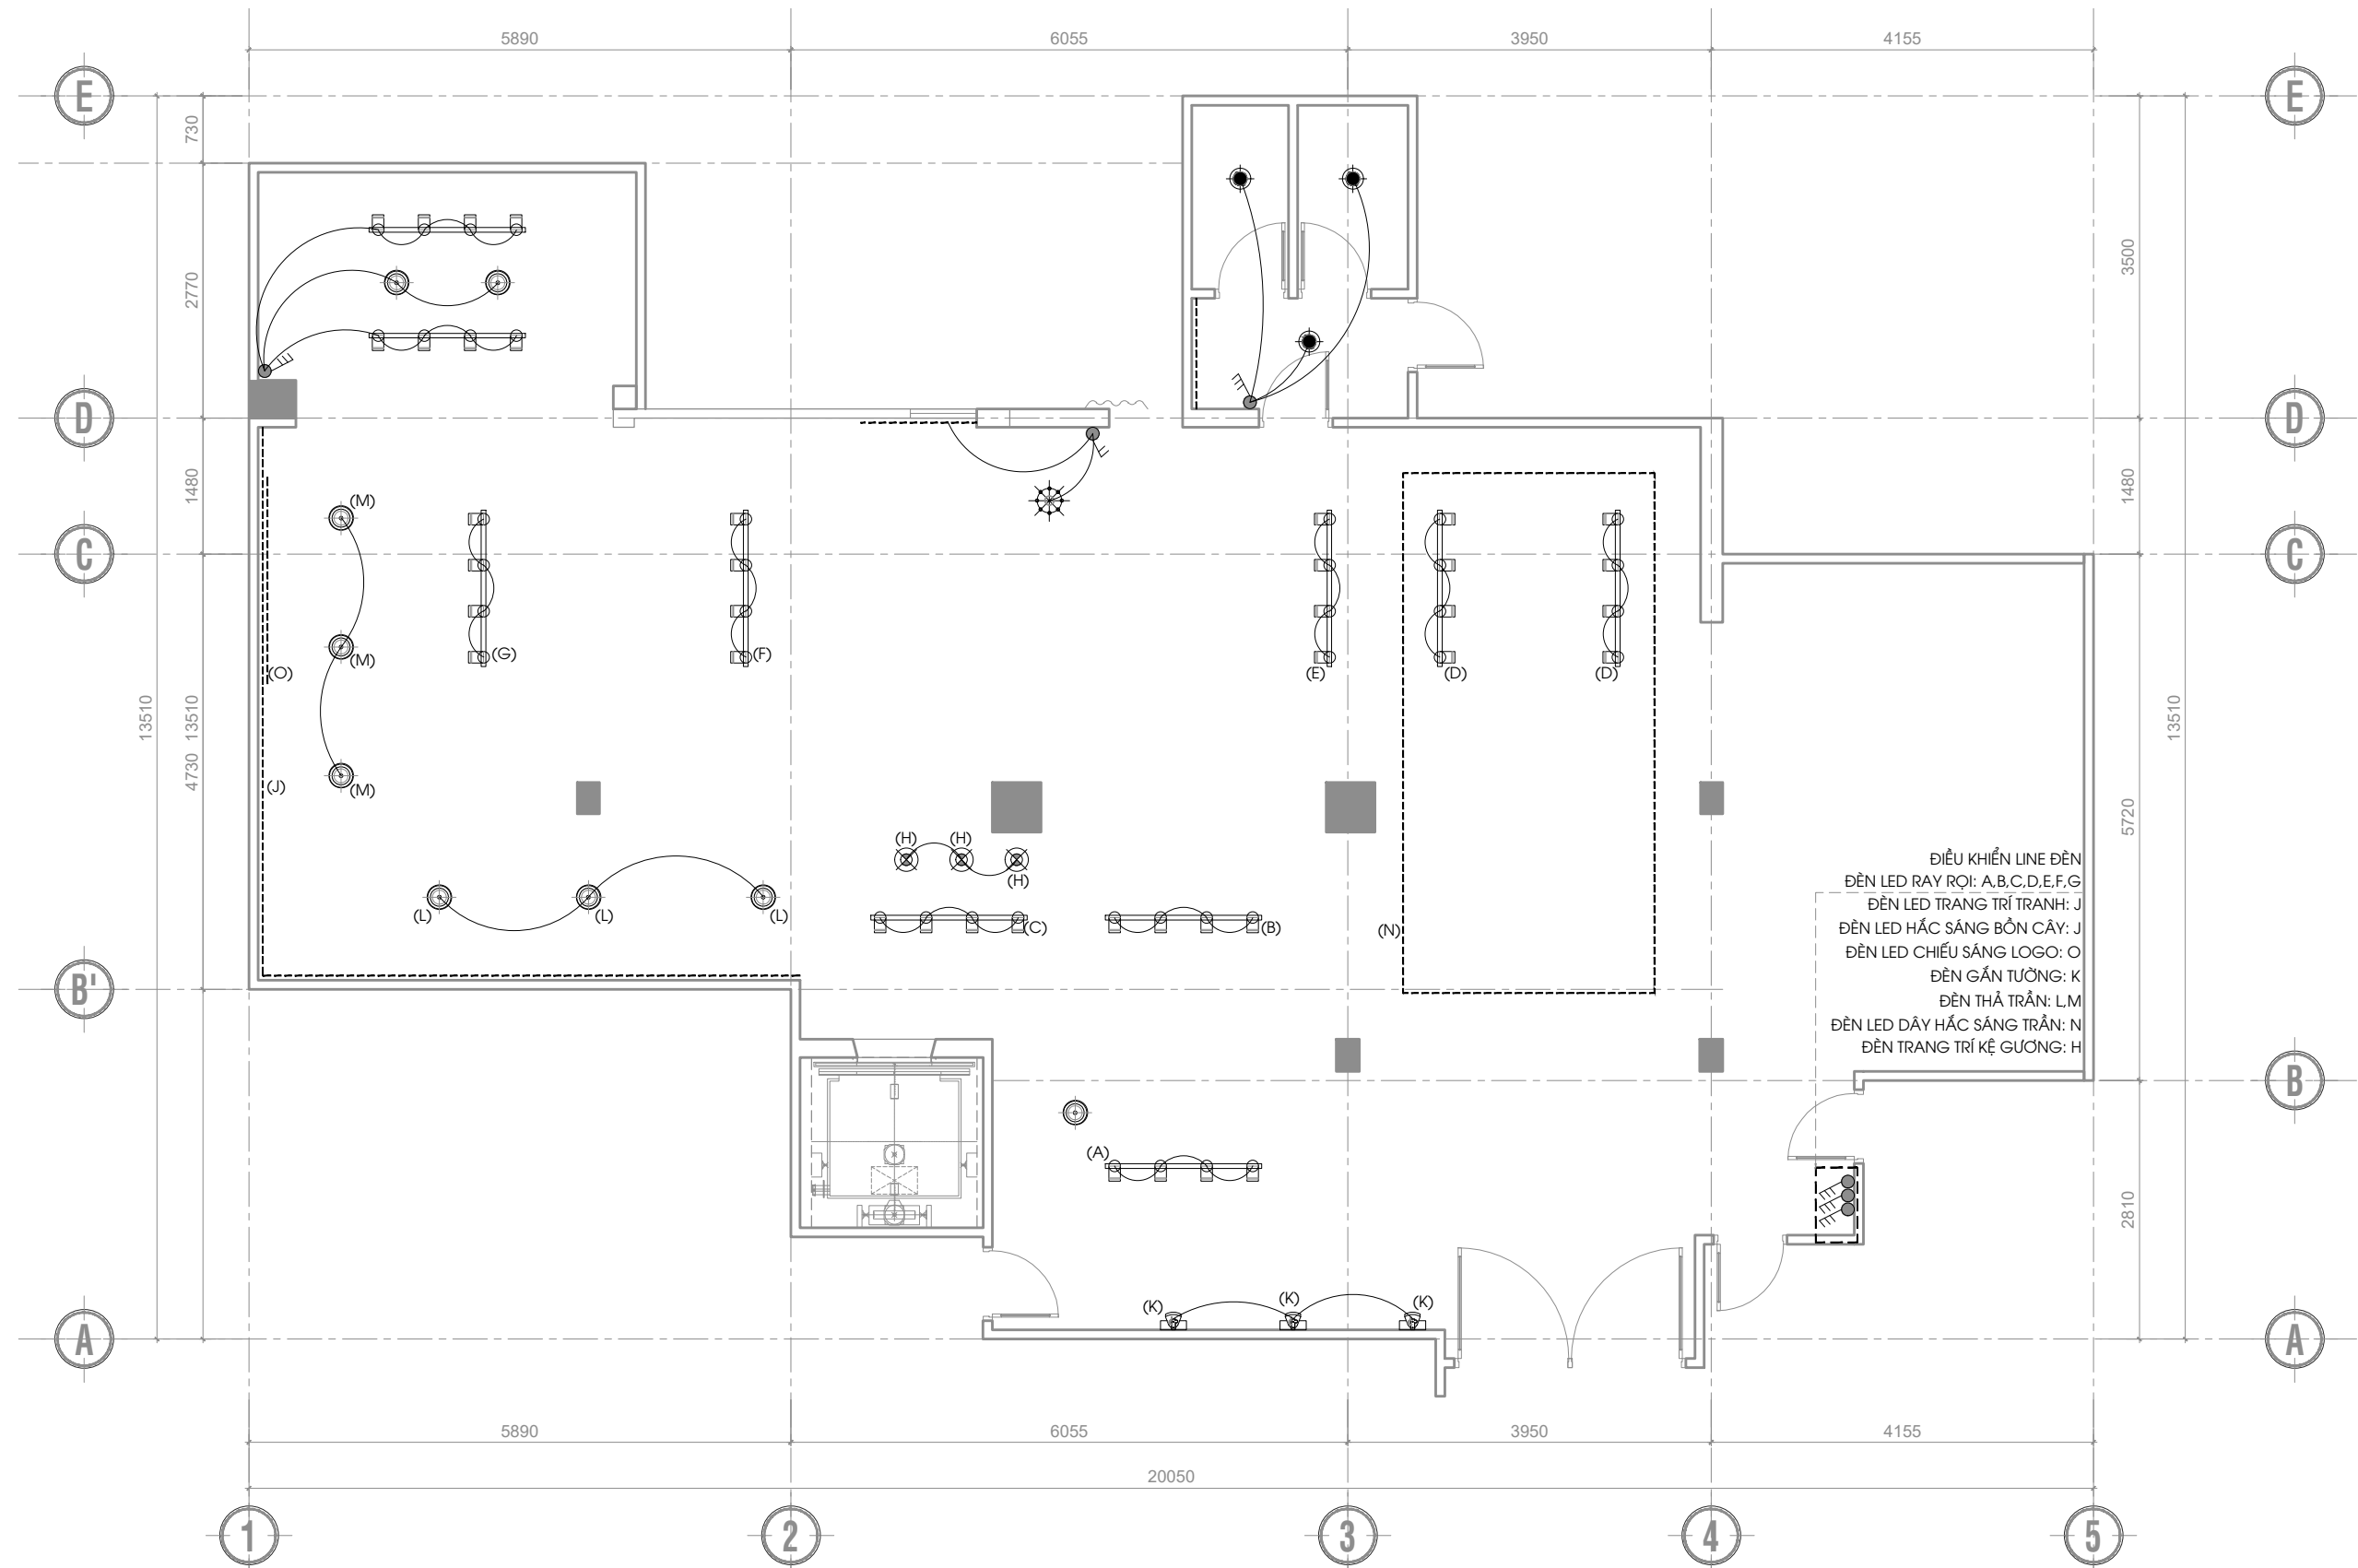 5890 6055 3950 4155
E E
730
2770 3500
D D
1480 1480
C C
(M) (G) (F) (E) (D) (D)
(M)
(O)
13510 13510 4730 13510
(J) (M)
5720
(H) (H)
(H)
(L) (L) (L) (C) (B) (N)
ĐIỀU KHIỂN LINE ĐÈN
ĐÈN LED RAY RỌI: A,B,C,D,E,F,G
ĐÈN LED TRANG TRÍ TRANH: J
ĐÈN LED HẮC SÁNG BỒN CÂY: J
ĐÈN LED CHIẾU SÁNG LOGO: O
ĐÈN GẮN TƯỜNG: K
ĐÈN THẢ TRẦN: L,M
ĐÈN LED DÂY HẮC SÁNG TRẦN: N
ĐÈN TRANG TRÍ KỆ GƯƠNG: H
B'
B
(A)
2810
(K) (K) (K)
A A
5890 6055 3950 4155
20050
1 2 3 4 5